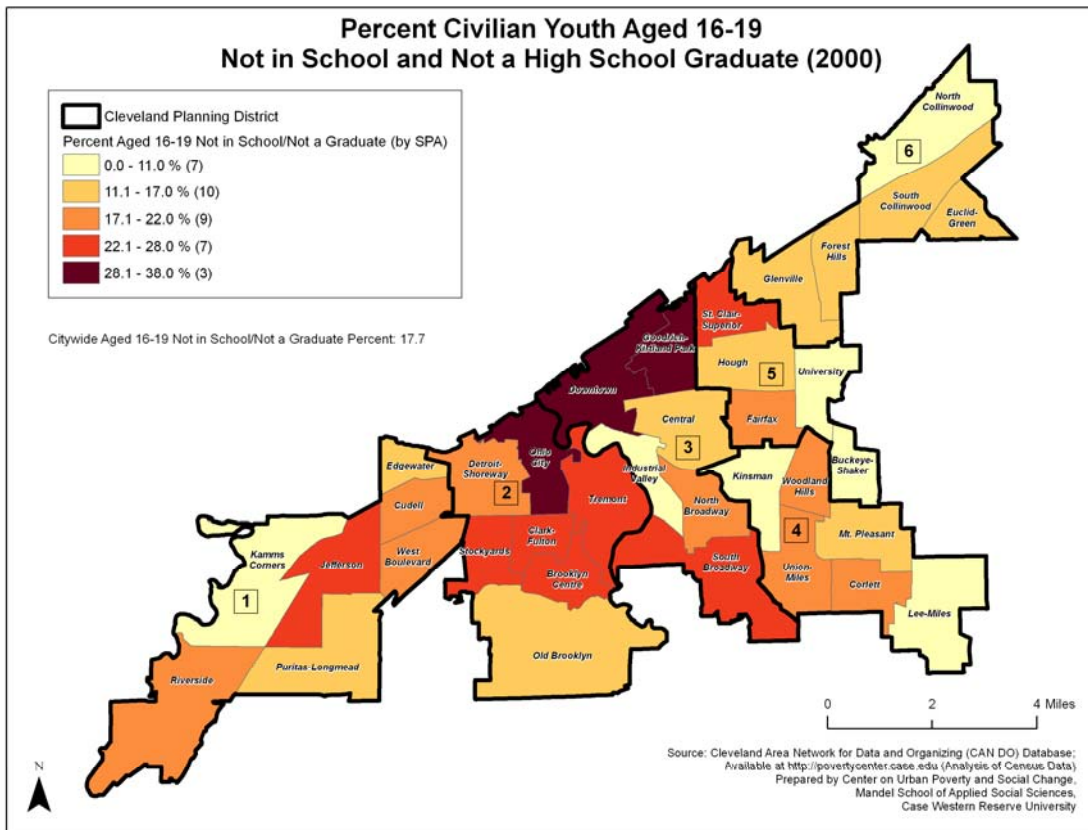 Percent Civilian Youth Aged 16-19
Not in School and Not a High School Graduate (2000)
Cleveland Planning District
Percent Aged 16-19 Not in School/Not a Graduate (by SPA)
0.0 - 11.0 % (7)
11.1 - 17.0 % (10)
17.1 - 22.0 % (9)
22.1 - 28.0 % (7)
28.1 - 38.0 % (3)
Citywide Aged 16-19 Not in School/Not a Graduate Percent: 17.7
North
Collinwood
6
South
Collinwood
Euclid-
Green
Forest
Hills
Glenville
St. Clair-
Superior
Goodrich-
Kirtland Park
Hough
5
University
Downtown
Central
Fairfax
3
Buckeye-
Shaker
Edgewater
Detroit-
Shoreway
Ohio
City
Industrial
Valley
Kinsman
Woodland
Hills
2
Cudell
Tremont
North
Broadway
4
Mt. Pleasant
Clark-
Fulton
Stockyards
West
Boulevard
Kamms
Corners
Jefferson
Brooklyn
Centre
South
Broadway
Union-
Miles
Corlett
1
Lee-Miles
Old Brooklyn
Puritas-Longmead
Riverside
0 2 4 Miles
N
Source: Cleveland Area Network for Data and Organizing (CAN DO) Database;
Available at http://povertycenter.case.edu (Analysis of Census Data)
Prepared by Center on Urban Poverty and Social Change,
Mandel School of Applied Social Sciences,
Case Western Reserve University